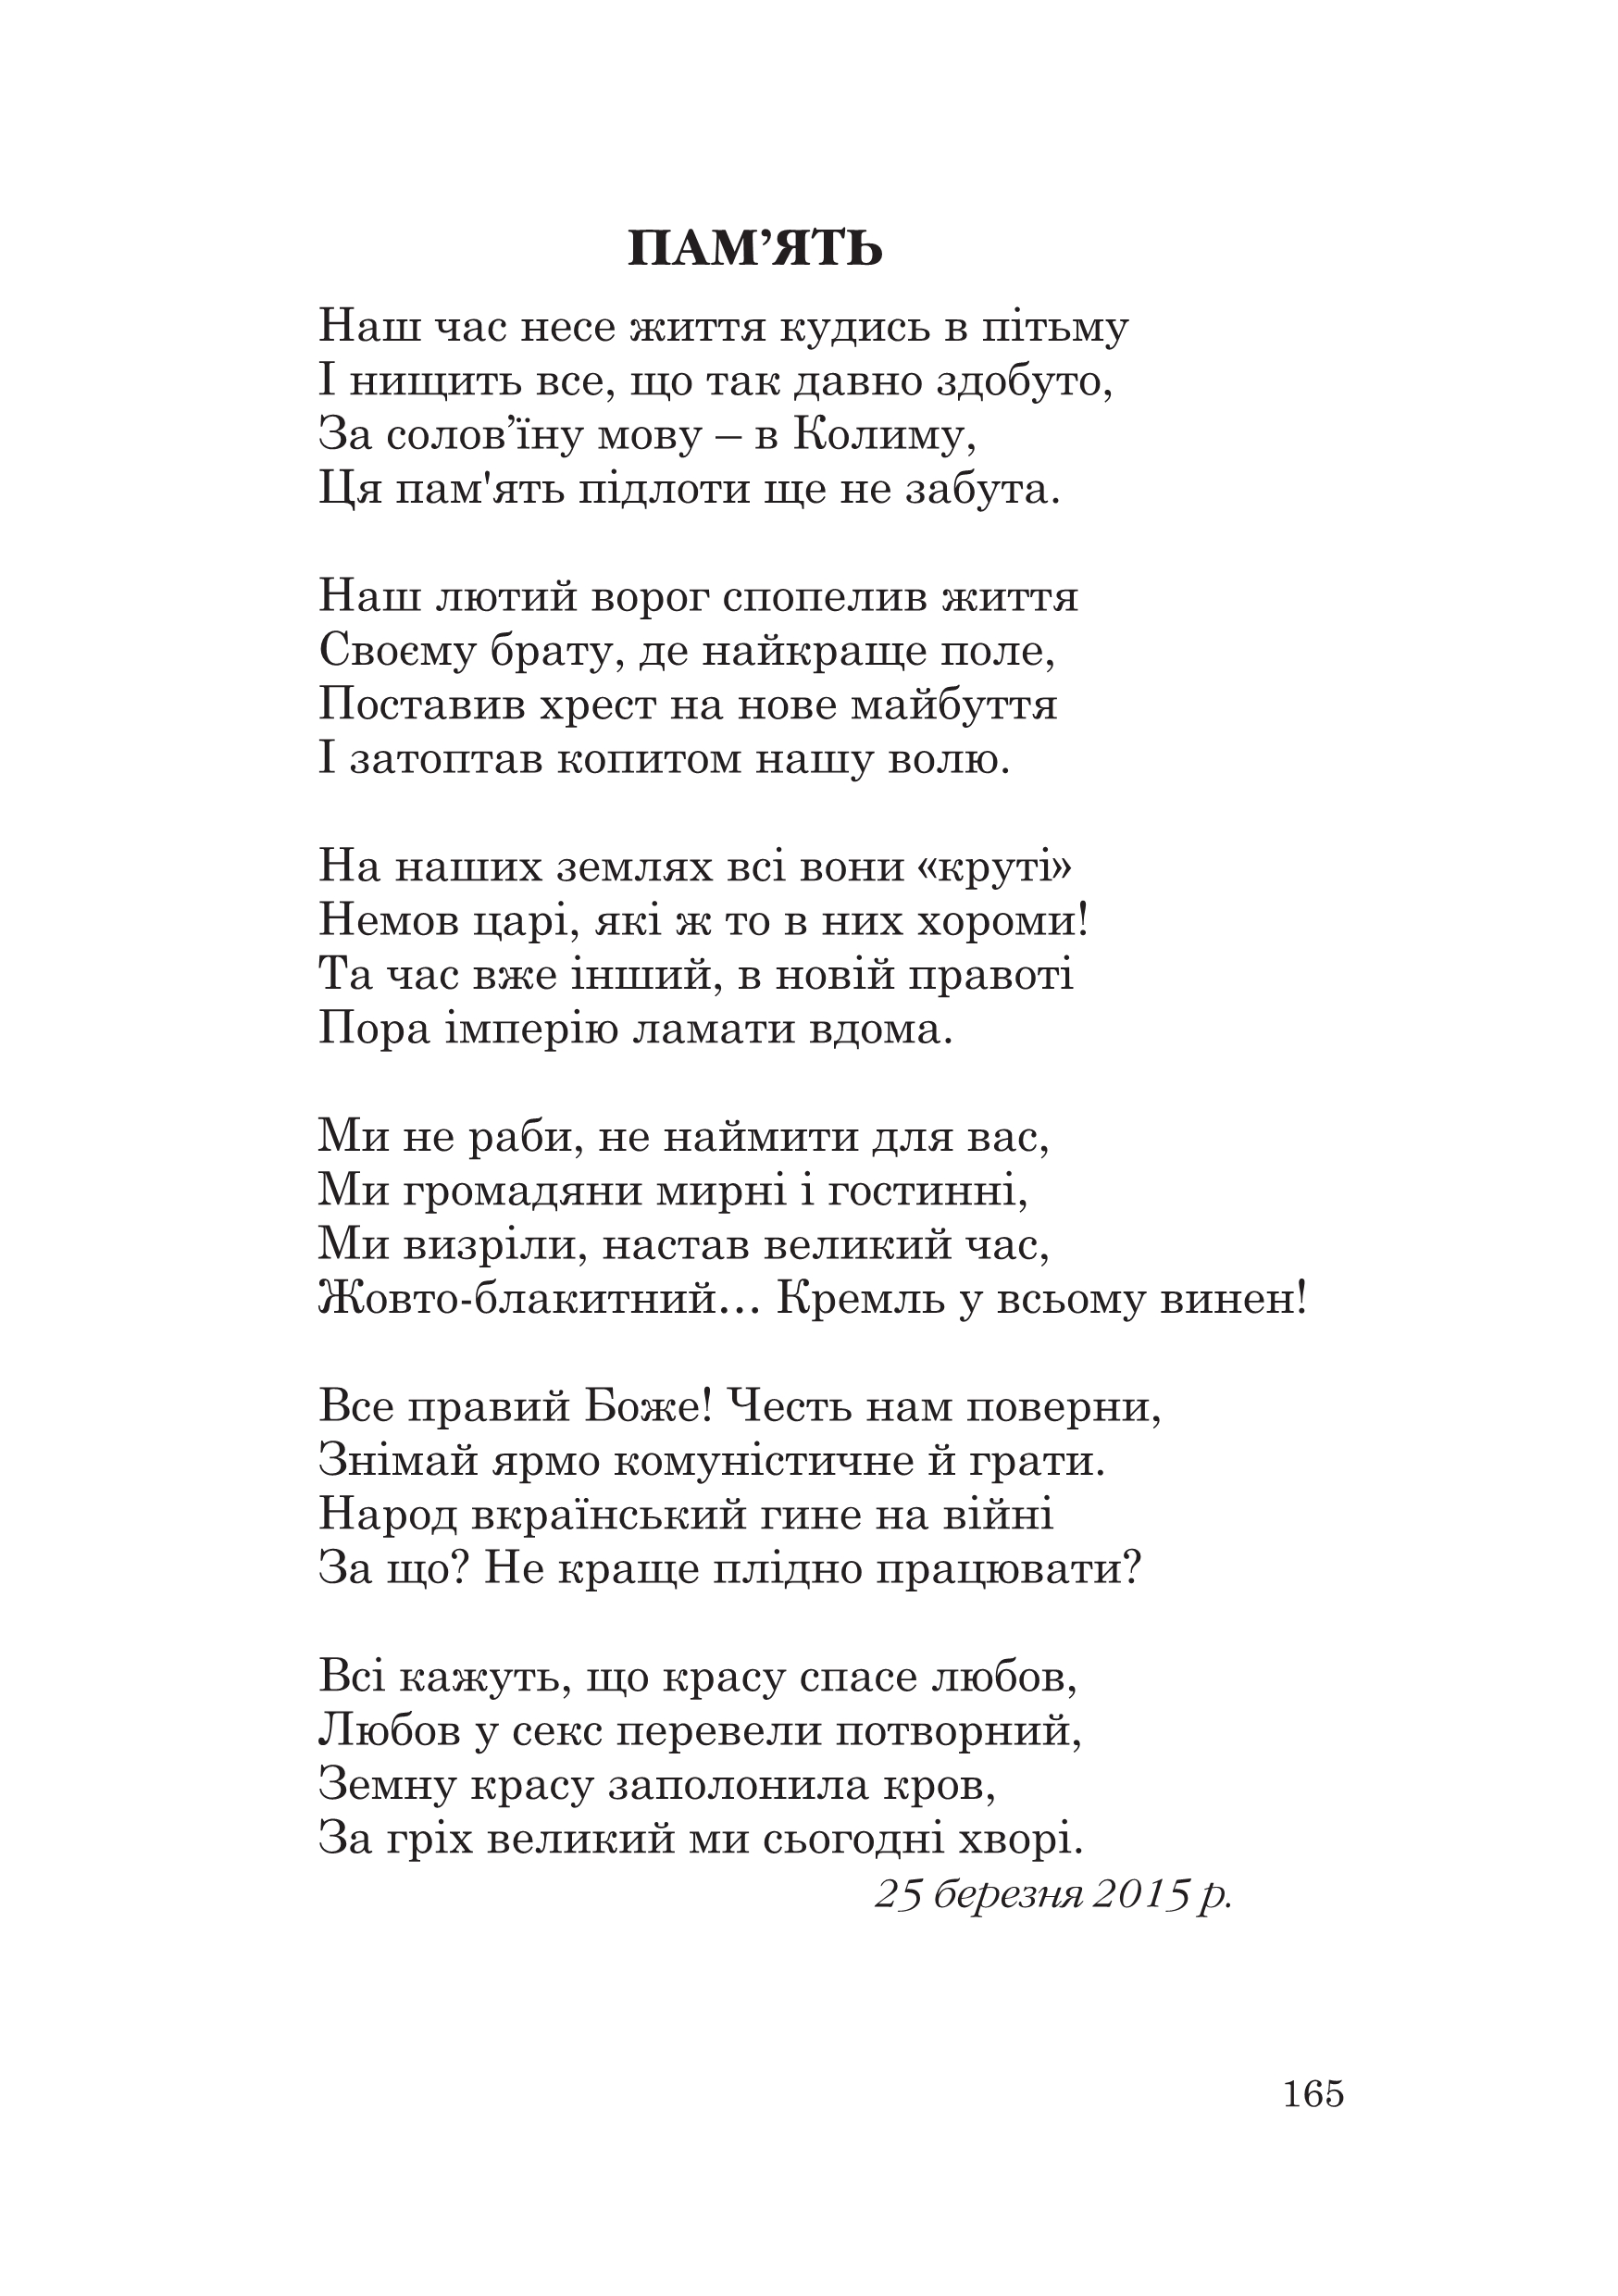 ПАМ’ЯТЬ
Наш час несе життя кудись в пітьму
І нищить все, що так давно здобуто,
За солов’їну мову – в Колиму,
Ця пам'ять підлоти ще не забута.
Наш лютий ворог спопелив життя
Своєму брату, де найкраще поле,
Поставив хрест на нове майбуття
І затоптав копитом нашу волю.
На наших землях всі вони «круті»
Немов царі, які ж то в них хороми!
Та час вже інший, в новій правоті
Пора імперію ламати вдома.
Ми не раби, не наймити для вас,
Ми громадяни мирні і гостинні,
Ми визріли, настав великий час,
Жовто-блакитний... Кремль у всьому винен!
Все правий Боже! Честь нам поверни,
Знімай ярмо комуністичне й грати.
Народ вкраїнський гине на війні
За що? Не краще плідно працювати?
Всі кажуть, що красу спасе любов,
Любов у секс перевели потворний,
Земну красу заполонила кров,
За гріх великий ми сьогодні хворі.
25 березня 2015 р.
165